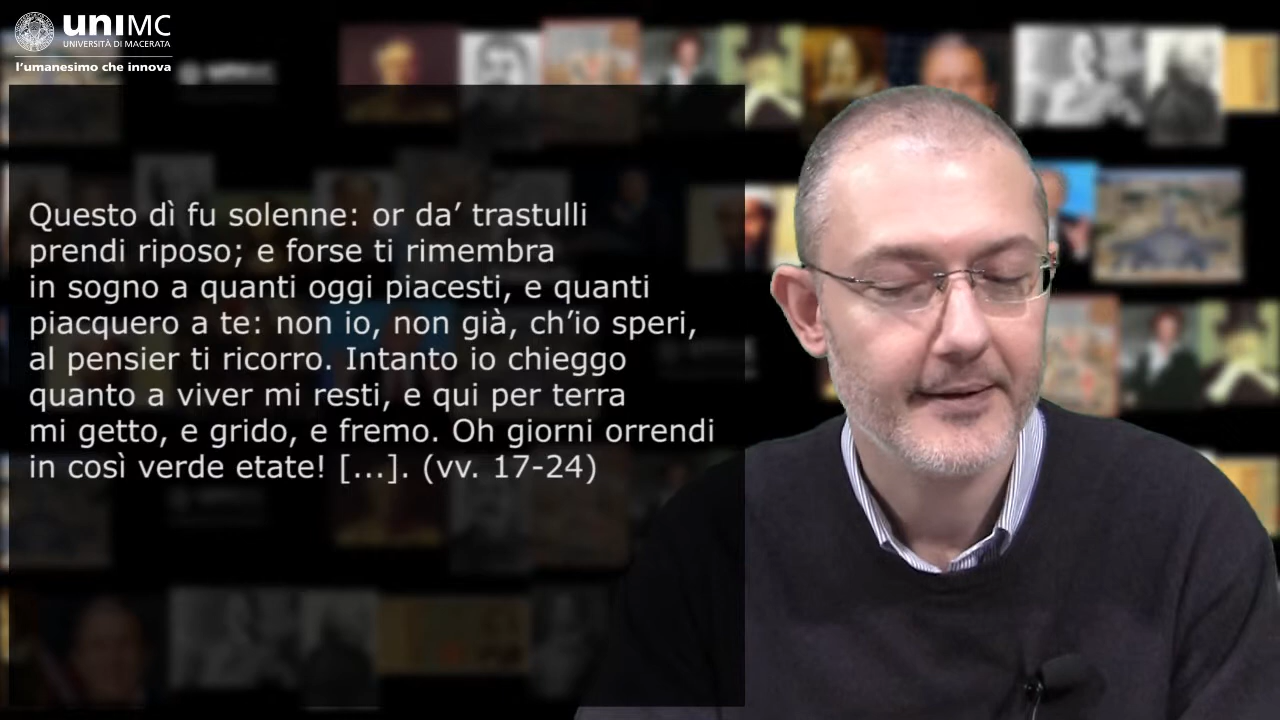 uniMC
UNIVERSITÀ DI MACERATA
l'umanesimo che innova
Questo dì fu solenne: or da’ trastulli
prendi riposo; e forse ti rimembra
in sogno a quanti oggi piacesti, e quanti
piacquero a te: non io, non già, ch’io speri,
al pensier ti ricorro. Intanto io chieggo
quanto a viver mi resti, e qui per terra
mi getto, e grido, e fremo. Oh giorni orrendi
in così verde etate! [...]. (vv. 17-24)